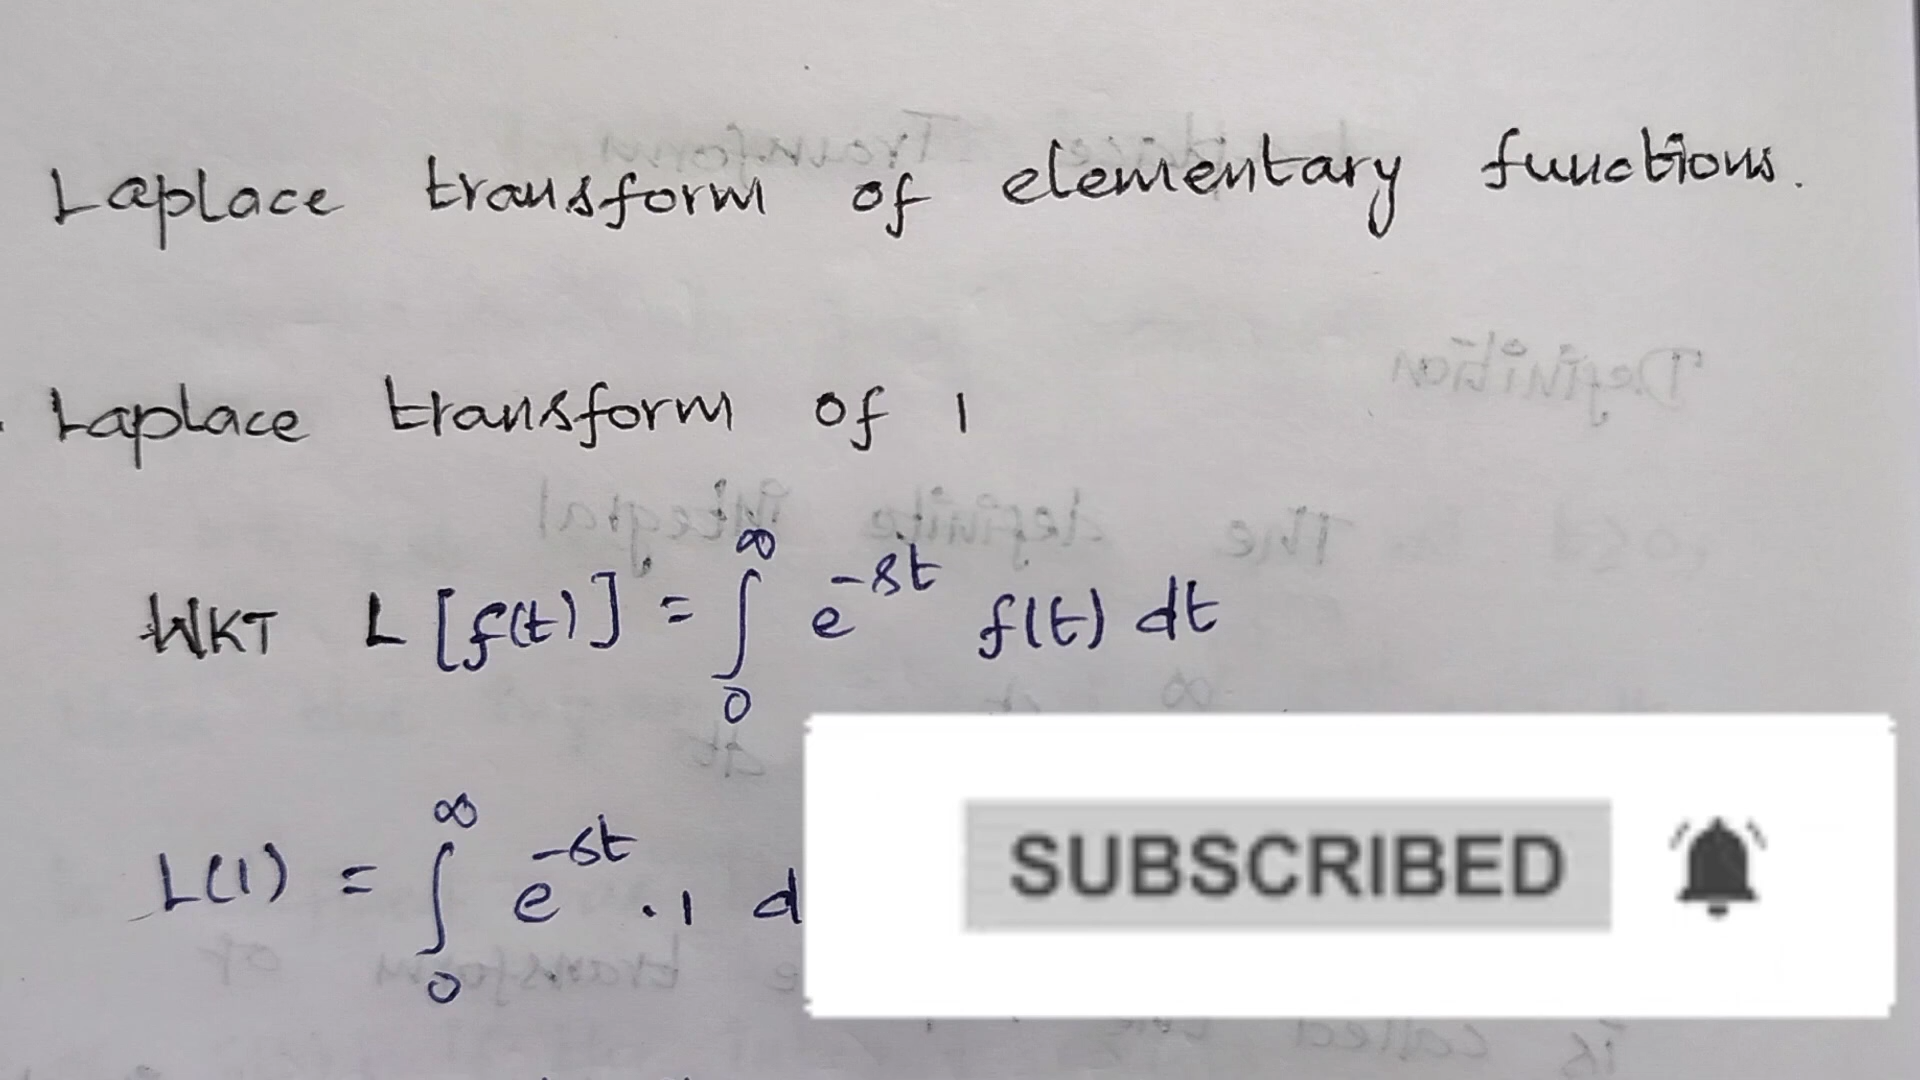 Laplace transform of elementary functions.
Laplace transform of 1
WKT L [f(t)] = ∫₀^∞ e^{-st} f(t) dt
L(1) = ∫₀^∞ e^{-st} . 1 d
SUBSCRIBED